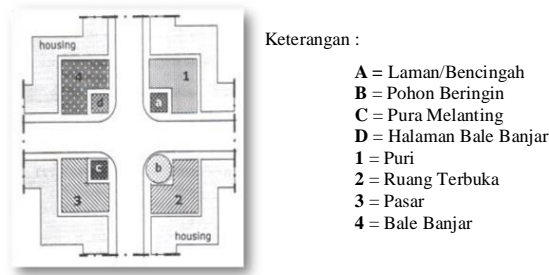 housing
4
1
d
a
c
b
3
2
housing
Keterangan :
A = Laman/Bencingah
B = Pohon Beringin
C = Pura Melanting
D = Halaman Bale Banjar
1 = Puri
2 = Ruang Terbuka
3 = Pasar
4 = Bale Banjar